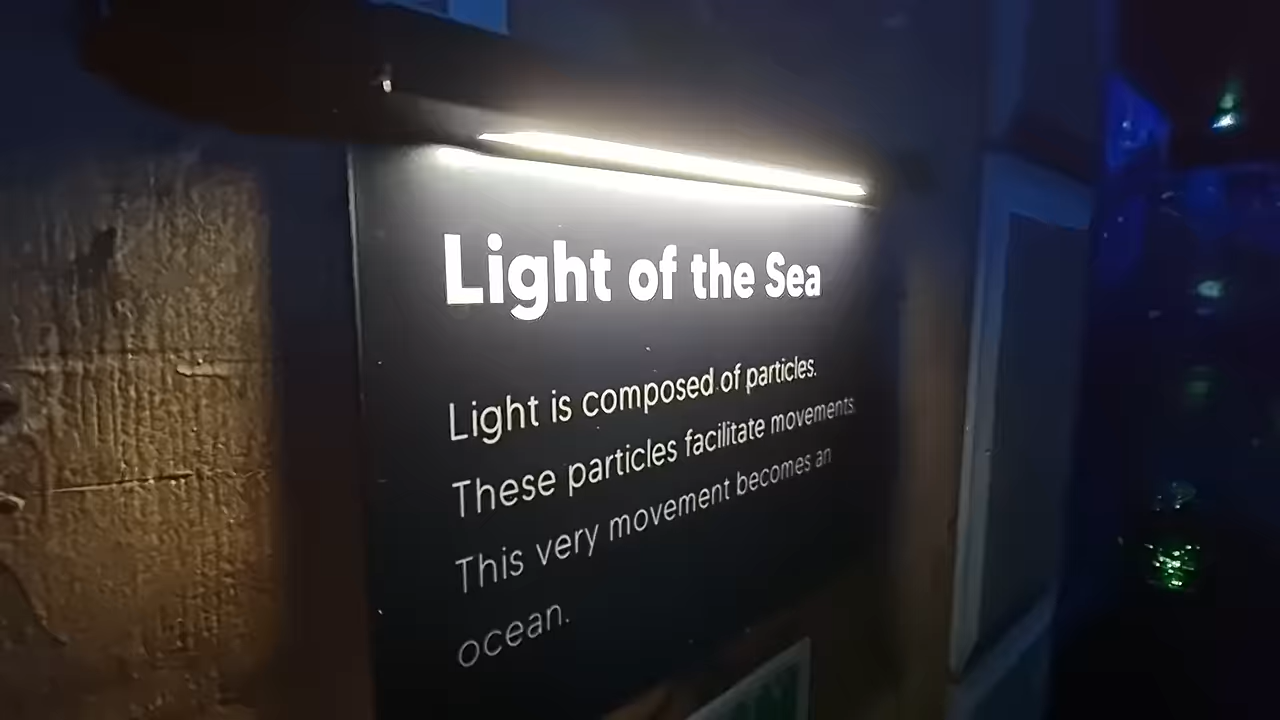 Light of the Sea
Light is composed of particles.
These particles facilitate movements.
This very movement becomes an
ocean.